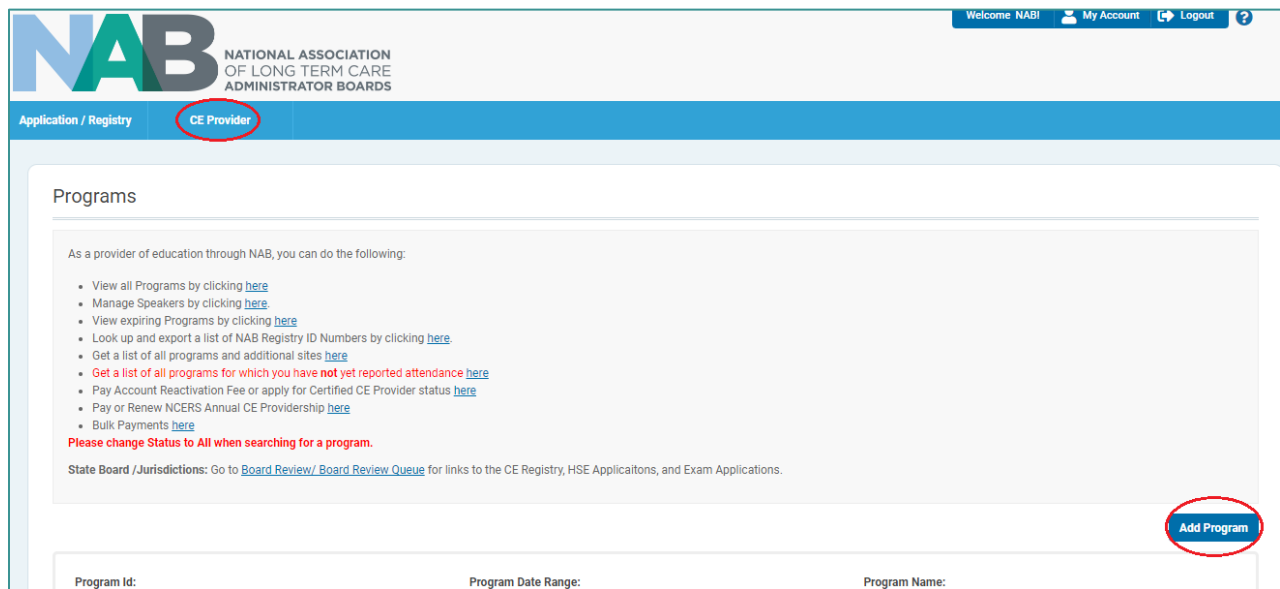 Welcome NAB! My Account Logout ?
NAB
NATIONAL ASSOCIATION
OF LONG TERM CARE
ADMINISTRATOR BOARDS
Application / Registry CE Provider
Programs
As a provider of education through NAB, you can do the following:
View all Programs by clicking here
Manage Speakers by clicking here.
View expiring Programs by clicking here
Look up and export a list of NAB Registry ID Numbers by clicking here.
Get a list of all programs and additional sites here
Get a list of all programs for which you have not yet reported attendance here
Pay Account Reactivation Fee or apply for Certified CE Provider status here
Pay or Renew NCERS Annual CE Providership here
Bulk Payments here
Please change Status to All when searching for a program.
State Board /Jurisdictions: Go to Board Review/ Board Review Queue for links to the CE Registry, HSE Applicaitons, and Exam Applications.
Add Program
Program Id: Program Date Range: Program Name: